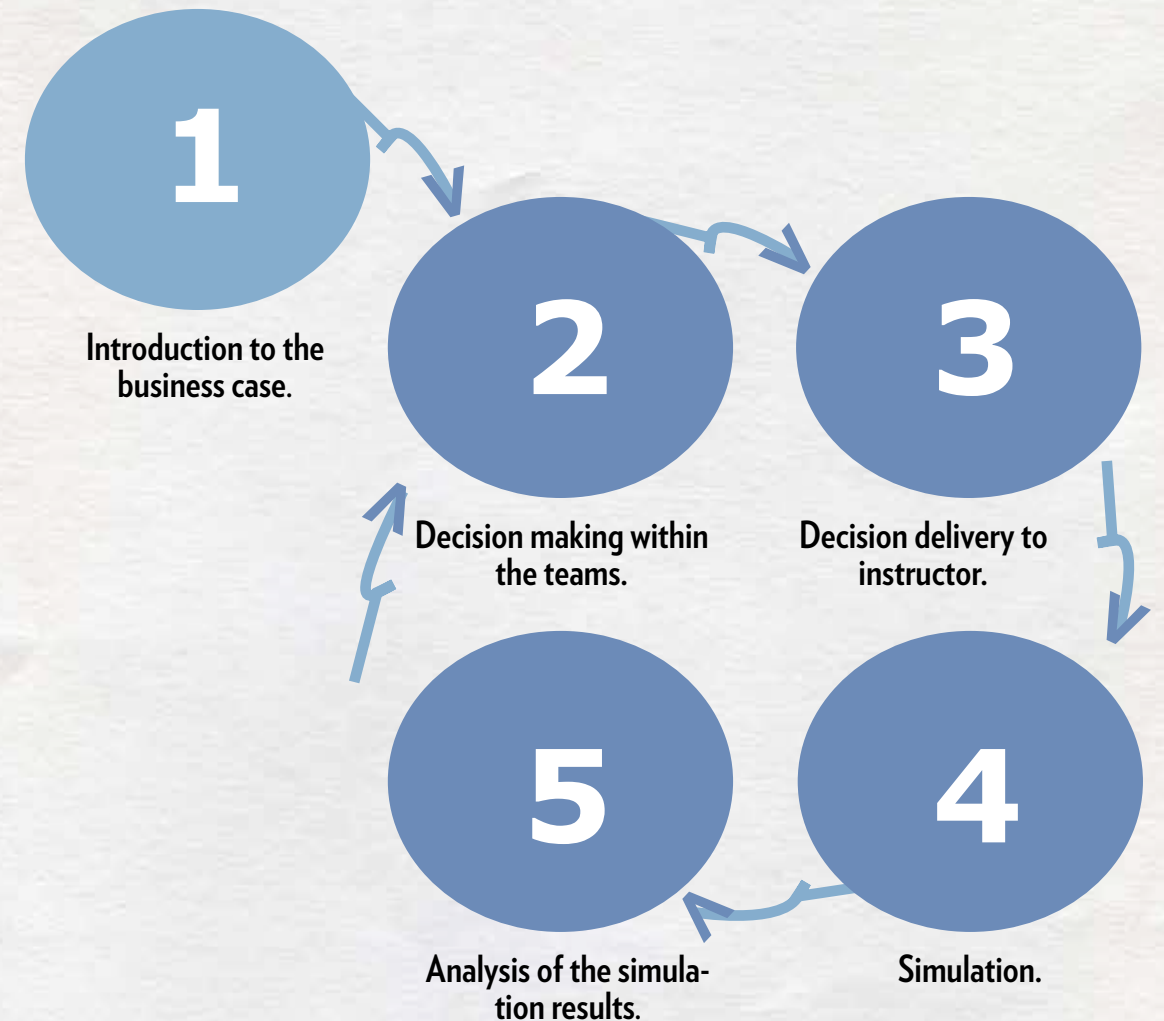 1
Introduction to the
business case.
2
Decision making within
the teams.
3
Decision delivery to
instructor.
4
Simulation.
5
Analysis of the simula-
tion results.